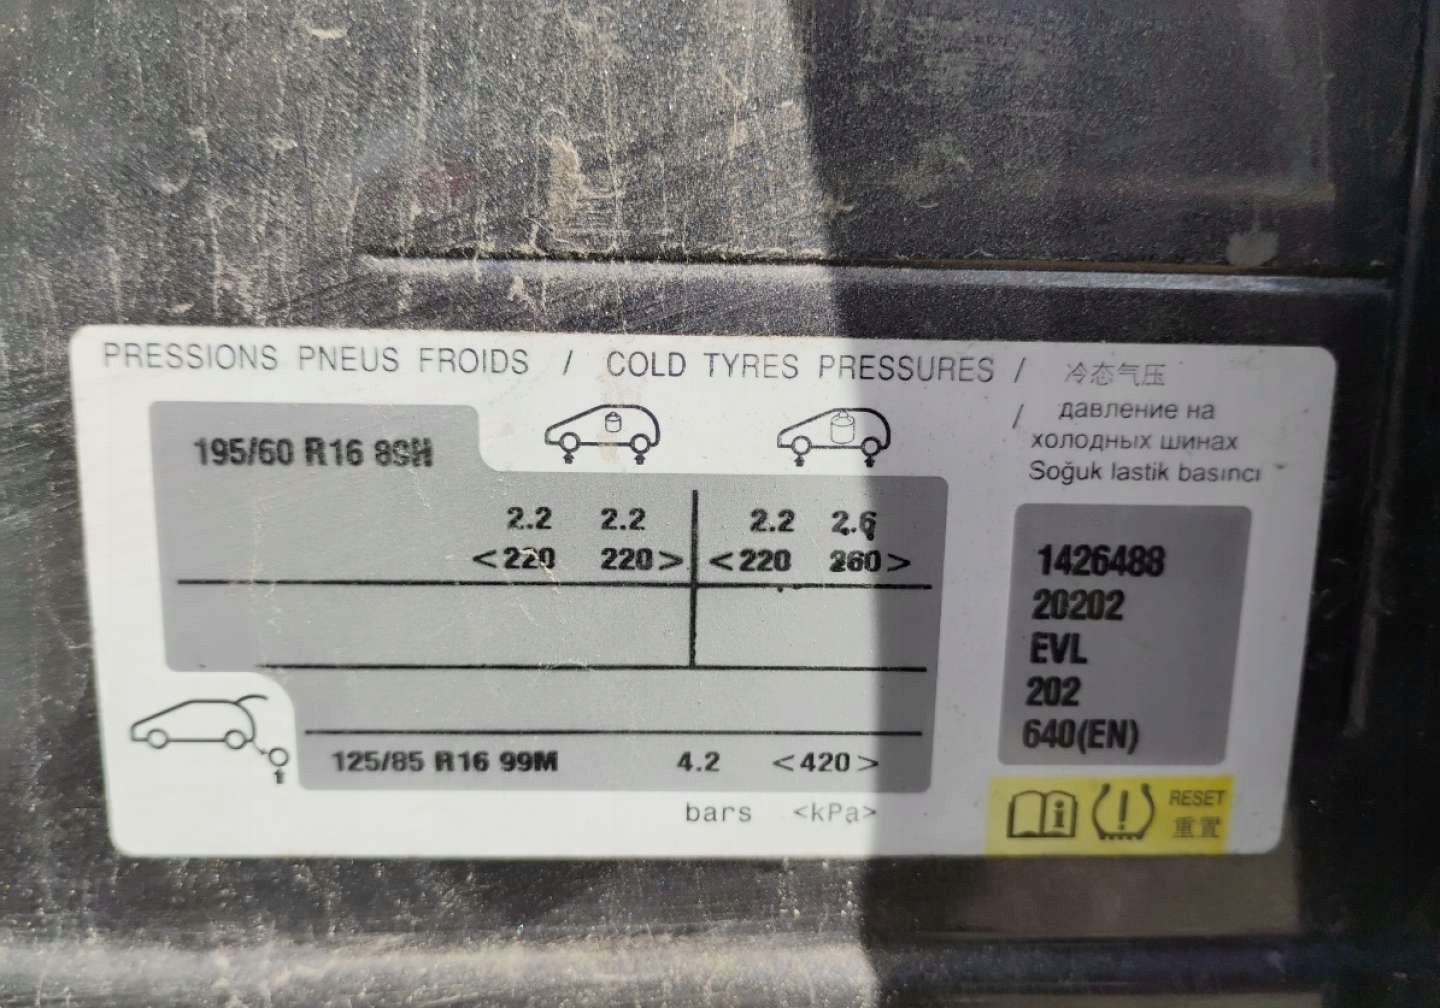 PRESSIONS PNEUS FROIDS / COLD TYRES PRESSURES / 冷态气压
/ давление на
холодных шинах
Soğuk lastik basıncı
195/60 R16 89H
2.2 2.2 2.2 2.6
<220 220> <220 260>
125/85 R16 99M 4.2 <420>
bars <kPa>
1426488
20202
EVL
202
640(EN)
RESET
重置